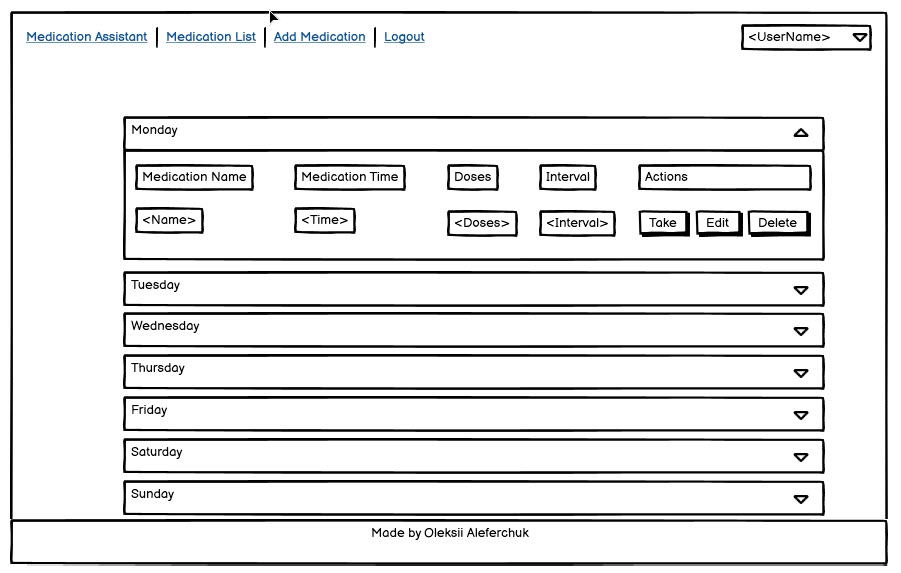 Medication Assistant Medication List Add Medication Logout <UserName>
Monday
Medication Name Medication Time Doses Interval Actions
<Name> <Time> <Doses> <Interval> Take Edit Delete
Tuesday
Wednesday
Thursday
Friday
Saturday
Sunday
Made by Oleksii Aleferchuk